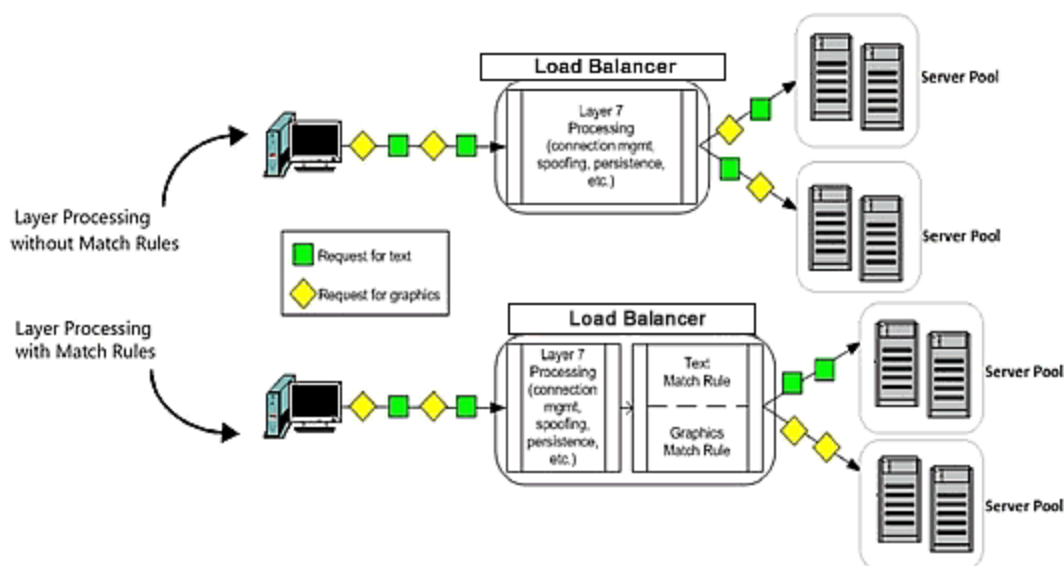 Load Balancer
Layer 7
Processing
(connection mgmt,
spoofing, persistence,
etc.)
Server Pool
Server Pool
Layer Processing
without Match Rules
Request for text
Request for graphics
Layer Processing
with Match Rules
Load Balancer
Layer 7
Processing
(connection
mgmt,
spoofing,
persistence,
etc.)
Text
Match Rule
Graphics
Match Rule
Server Pool
Server Pool